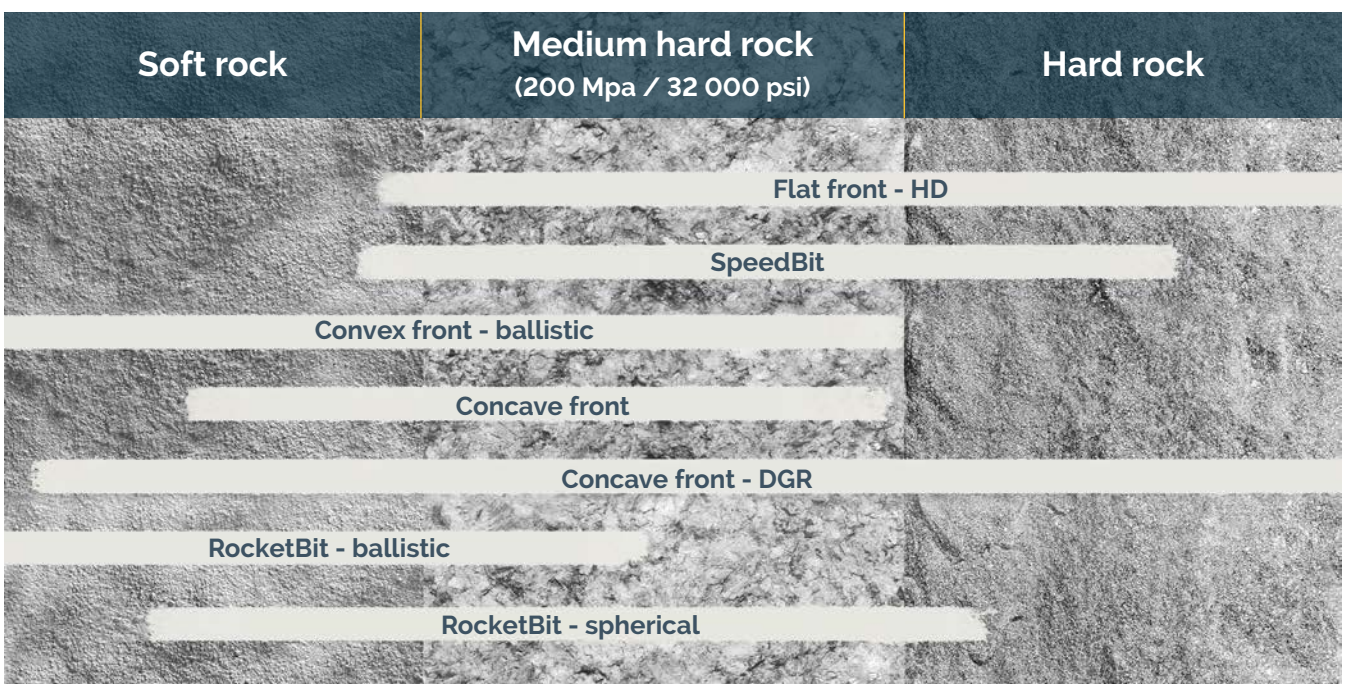 Soft rock
Medium hard rock
(200 Mpa / 32 000 psi)
Hard rock
Flat front - HD
SpeedBit
Convex front - ballistic
Concave front
Concave front - DGR
RocketBit - ballistic
RocketBit - spherical